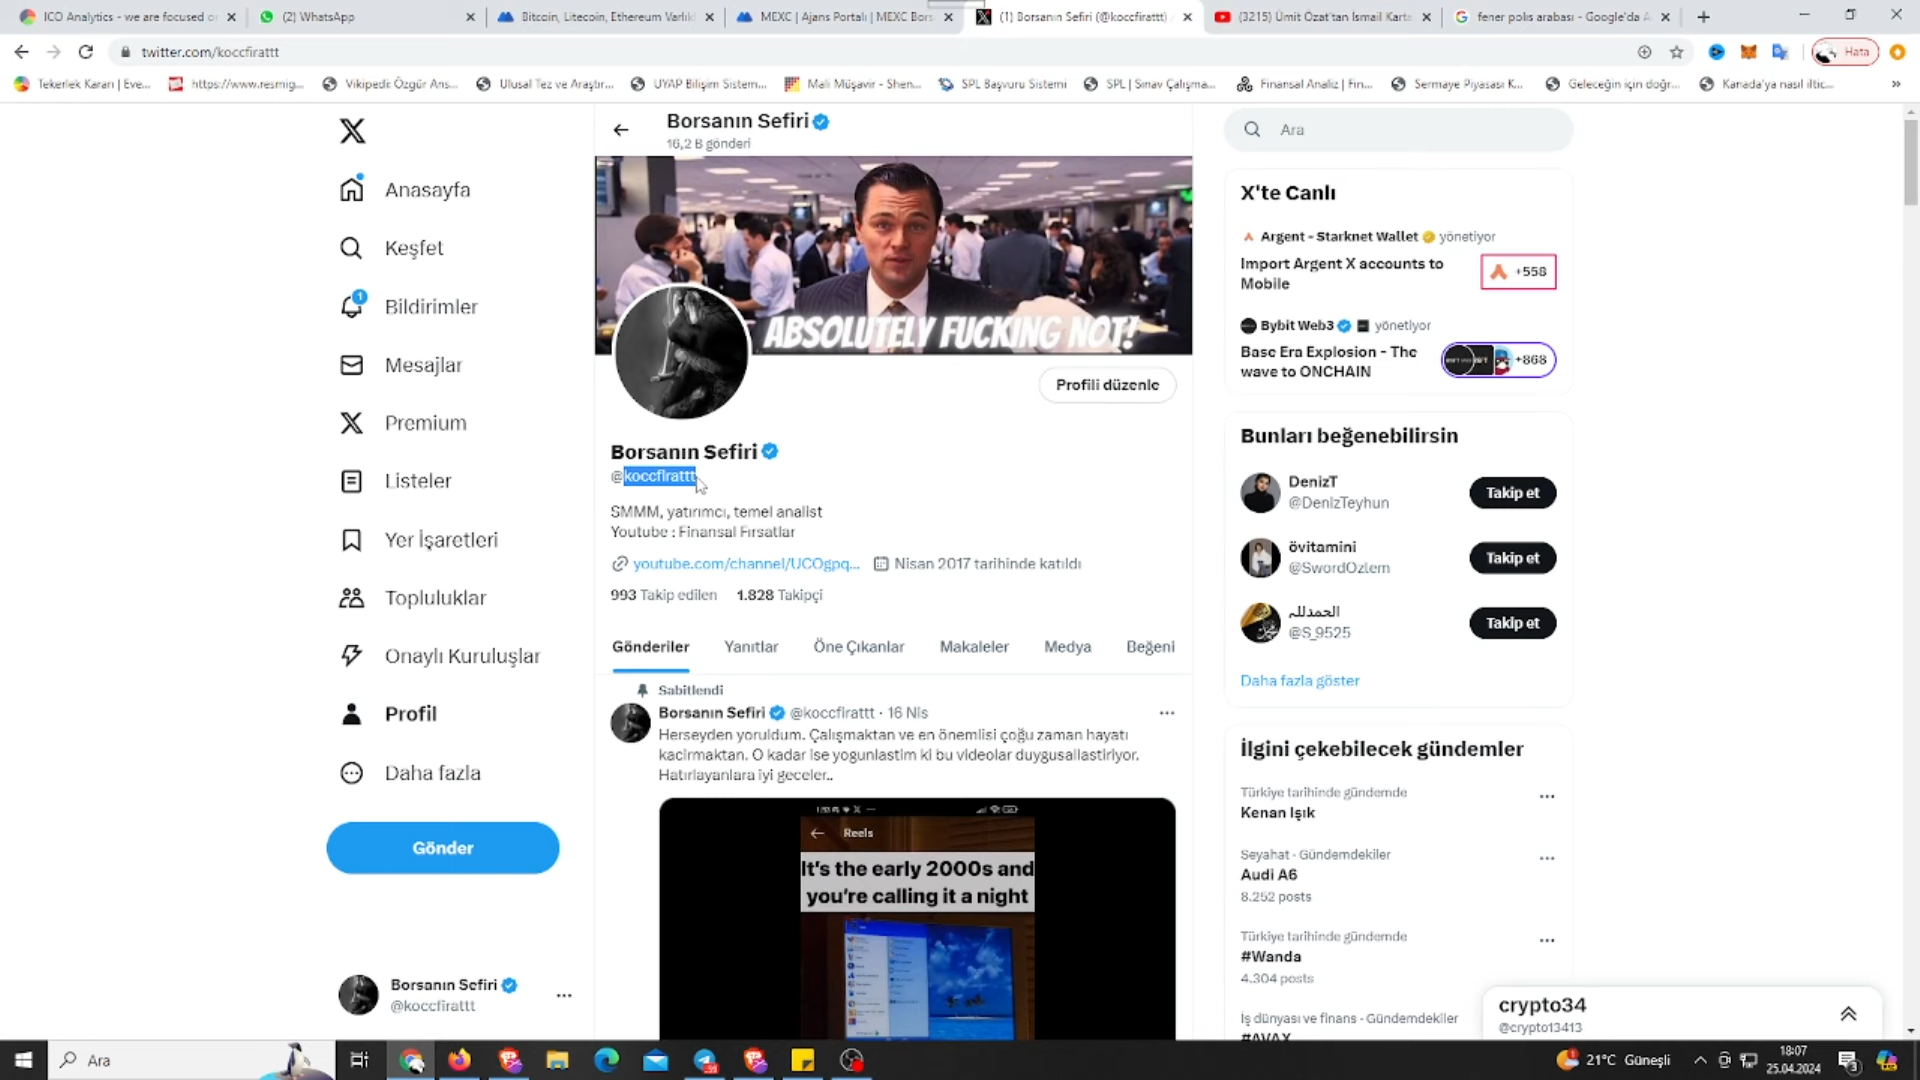 ICO Analytics - we are focused or
(2) WhatsApp
Bitcoin, Litecoin, Ethereum Varlık
MEXC | Ajans Portalı | MEXC Bors
(1) Borsanın Sefiri (@koccfirattt)
(3215) Ümit Özat'tan İsmail Karta
fener polis arabası - Google'da A
twitter.com/koccfirattt
Hata
Tekerlek Kararı | Eve...
https://www.resmig...
Vikipedi: Özgür Ans...
Ulusal Tez ve Araştır...
UYAP Bilişim Sistem...
Mali Müşavir - Shen...
SPL Başvuru Sistemi
SPL | Sınav Çalışma...
Finansal Analiz | Fin...
Sermaye Piyasası K...
Geleceğin için doğr...
Kanada'ya nasıl iltic...
Anasayfa
Keşfet
1
Bildirimler
Mesajlar
Premium
Listeler
Yer İşaretleri
Topluluklar
Onaylı Kuruluşlar
Profil
Daha fazla
Gönder
Borsanın Sefiri
@koccfirattt
Borsanın Sefiri
16,2 B gönderi
ABSOLUTELY FUCKING NOT!
Profili düzenle
Borsanın Sefiri
@koccfirattt
SMMM, yatırımcı, temel analist
Youtube : Finansal Fırsatlar
youtube.com/channel/UCOgpq...
Nisan 2017 tarihinde katıldı
993 Takip edilen
1.828 Takipçi
Gönderiler
Yanıtlar
Öne Çıkanlar
Makaleler
Medya
Beğeni
Sabitlendi
Borsanın Sefiri @koccfirattt · 16 Nis
Herseyden yoruldum. Çalışmaktan ve en önemlisi çoğu zaman hayatı
kacirmaktan. O kadar ise yogunlastim ki bu videolar duygusallastiriyor.
Hatırlayanlara iyi geceler..
Reels
It's the early 2000s and
you're calling it a night
Ara
X'te Canlı
Argent - Starknet Wallet yönetiyor
Import Argent X accounts to
Mobile
+558
Bybit Web3 yönetiyor
Base Era Explosion - The
wave to ONCHAIN
+868
Bunları beğenebilirsin
DenizT
@DenizTeyhun
Takip et
övitamini
@SwordOzlem
Takip et
الحمدلله
@S_9525
Takip et
Daha fazla göster
İlgini çekebilecek gündemler
Türkiye tarihinde gündemde
Kenan Işık
Seyahat · Gündemdekiler
Audi A6
8.252 posts
Türkiye tarihinde gündemde
#Wanda
4.304 posts
İş dünyası ve finans · Gündemdekiler
#AVAX
crypto34
@crypto13413
Ara
21°C Güneşli
18:07
25.04.2024
3